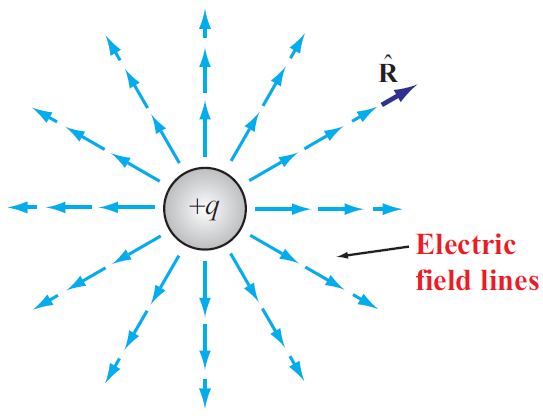 R̂
+q
Electric
field lines